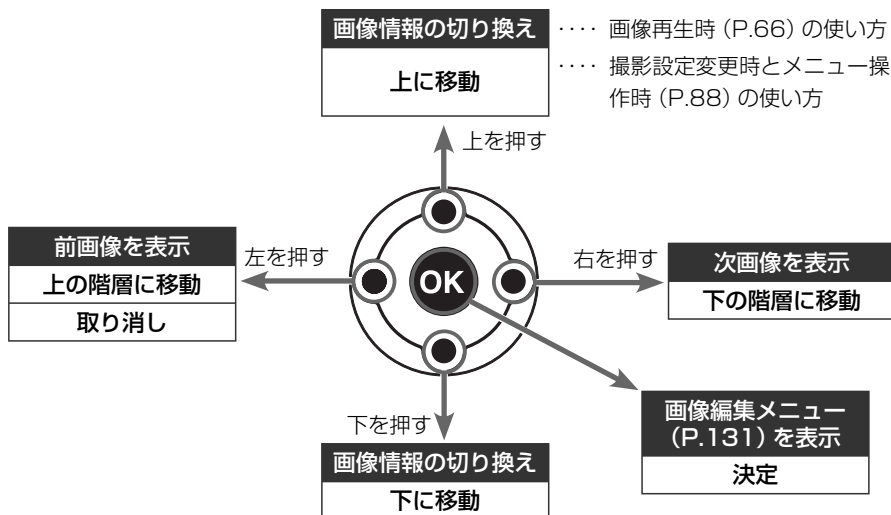 画像情報の切り換え
上に移動
‥‥ 画像再生時（P.66）の使い方
‥‥ 撮影設定変更時とメニュー操
作時（P.88）の使い方
上を押す
前画像を表示
上の階層に移動
取り消し
左を押す
OK
右を押す
次画像を表示
下の階層に移動
下を押す
画像情報の切り換え
下に移動
画像編集メニュー
（P.131）を表示
決定